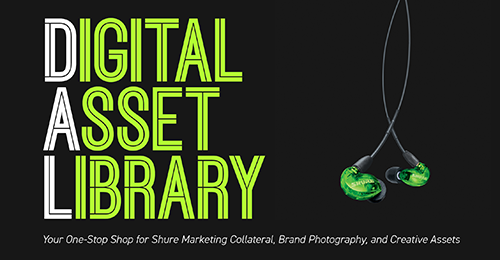 DIGITAL
ASSET
LIBRARY
Your One-Stop Shop for Shure Marketing Collateral, Brand Photography, and Creative Assets